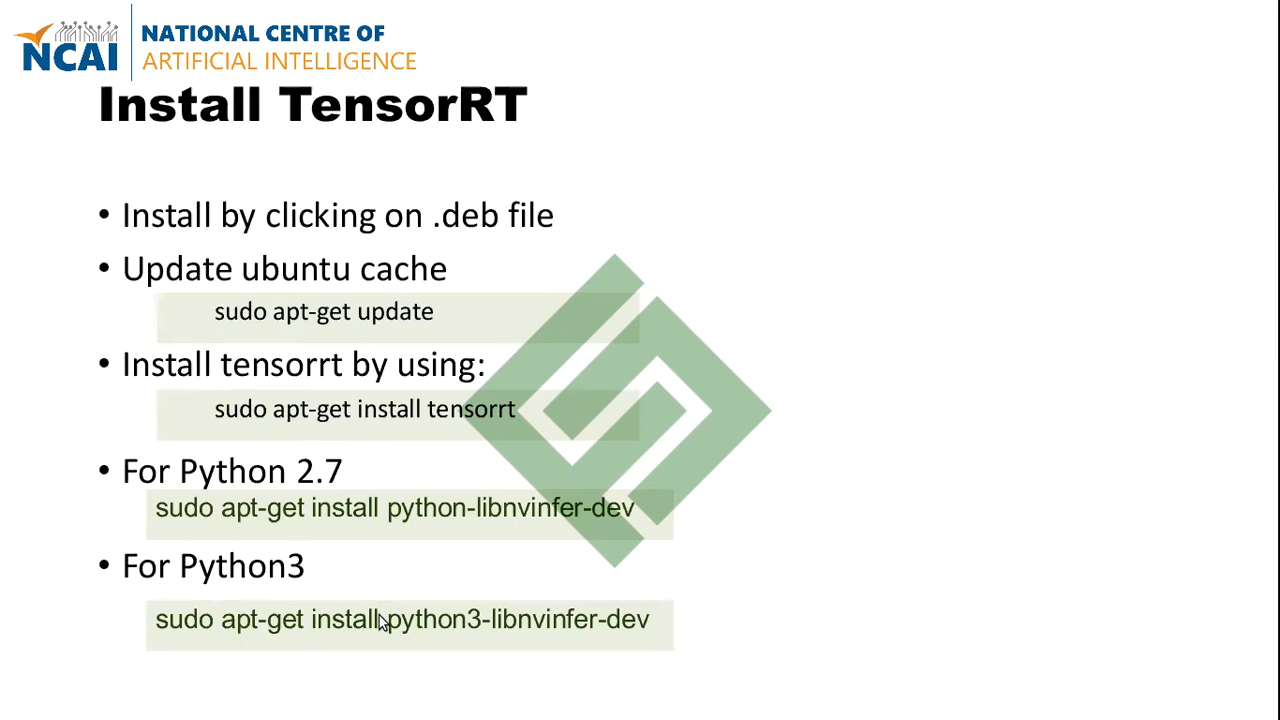 NCAI
NATIONAL CENTRE OF
ARTIFICIAL INTELLIGENCE
Install TensorRT
• Install by clicking on .deb file
• Update ubuntu cache
sudo apt-get update
• Install tensorrt by using:
sudo apt-get install tensorrt
• For Python 2.7
sudo apt-get install python-libnvinfer-dev
• For Python3
sudo apt-get install python3-libnvinfer-dev